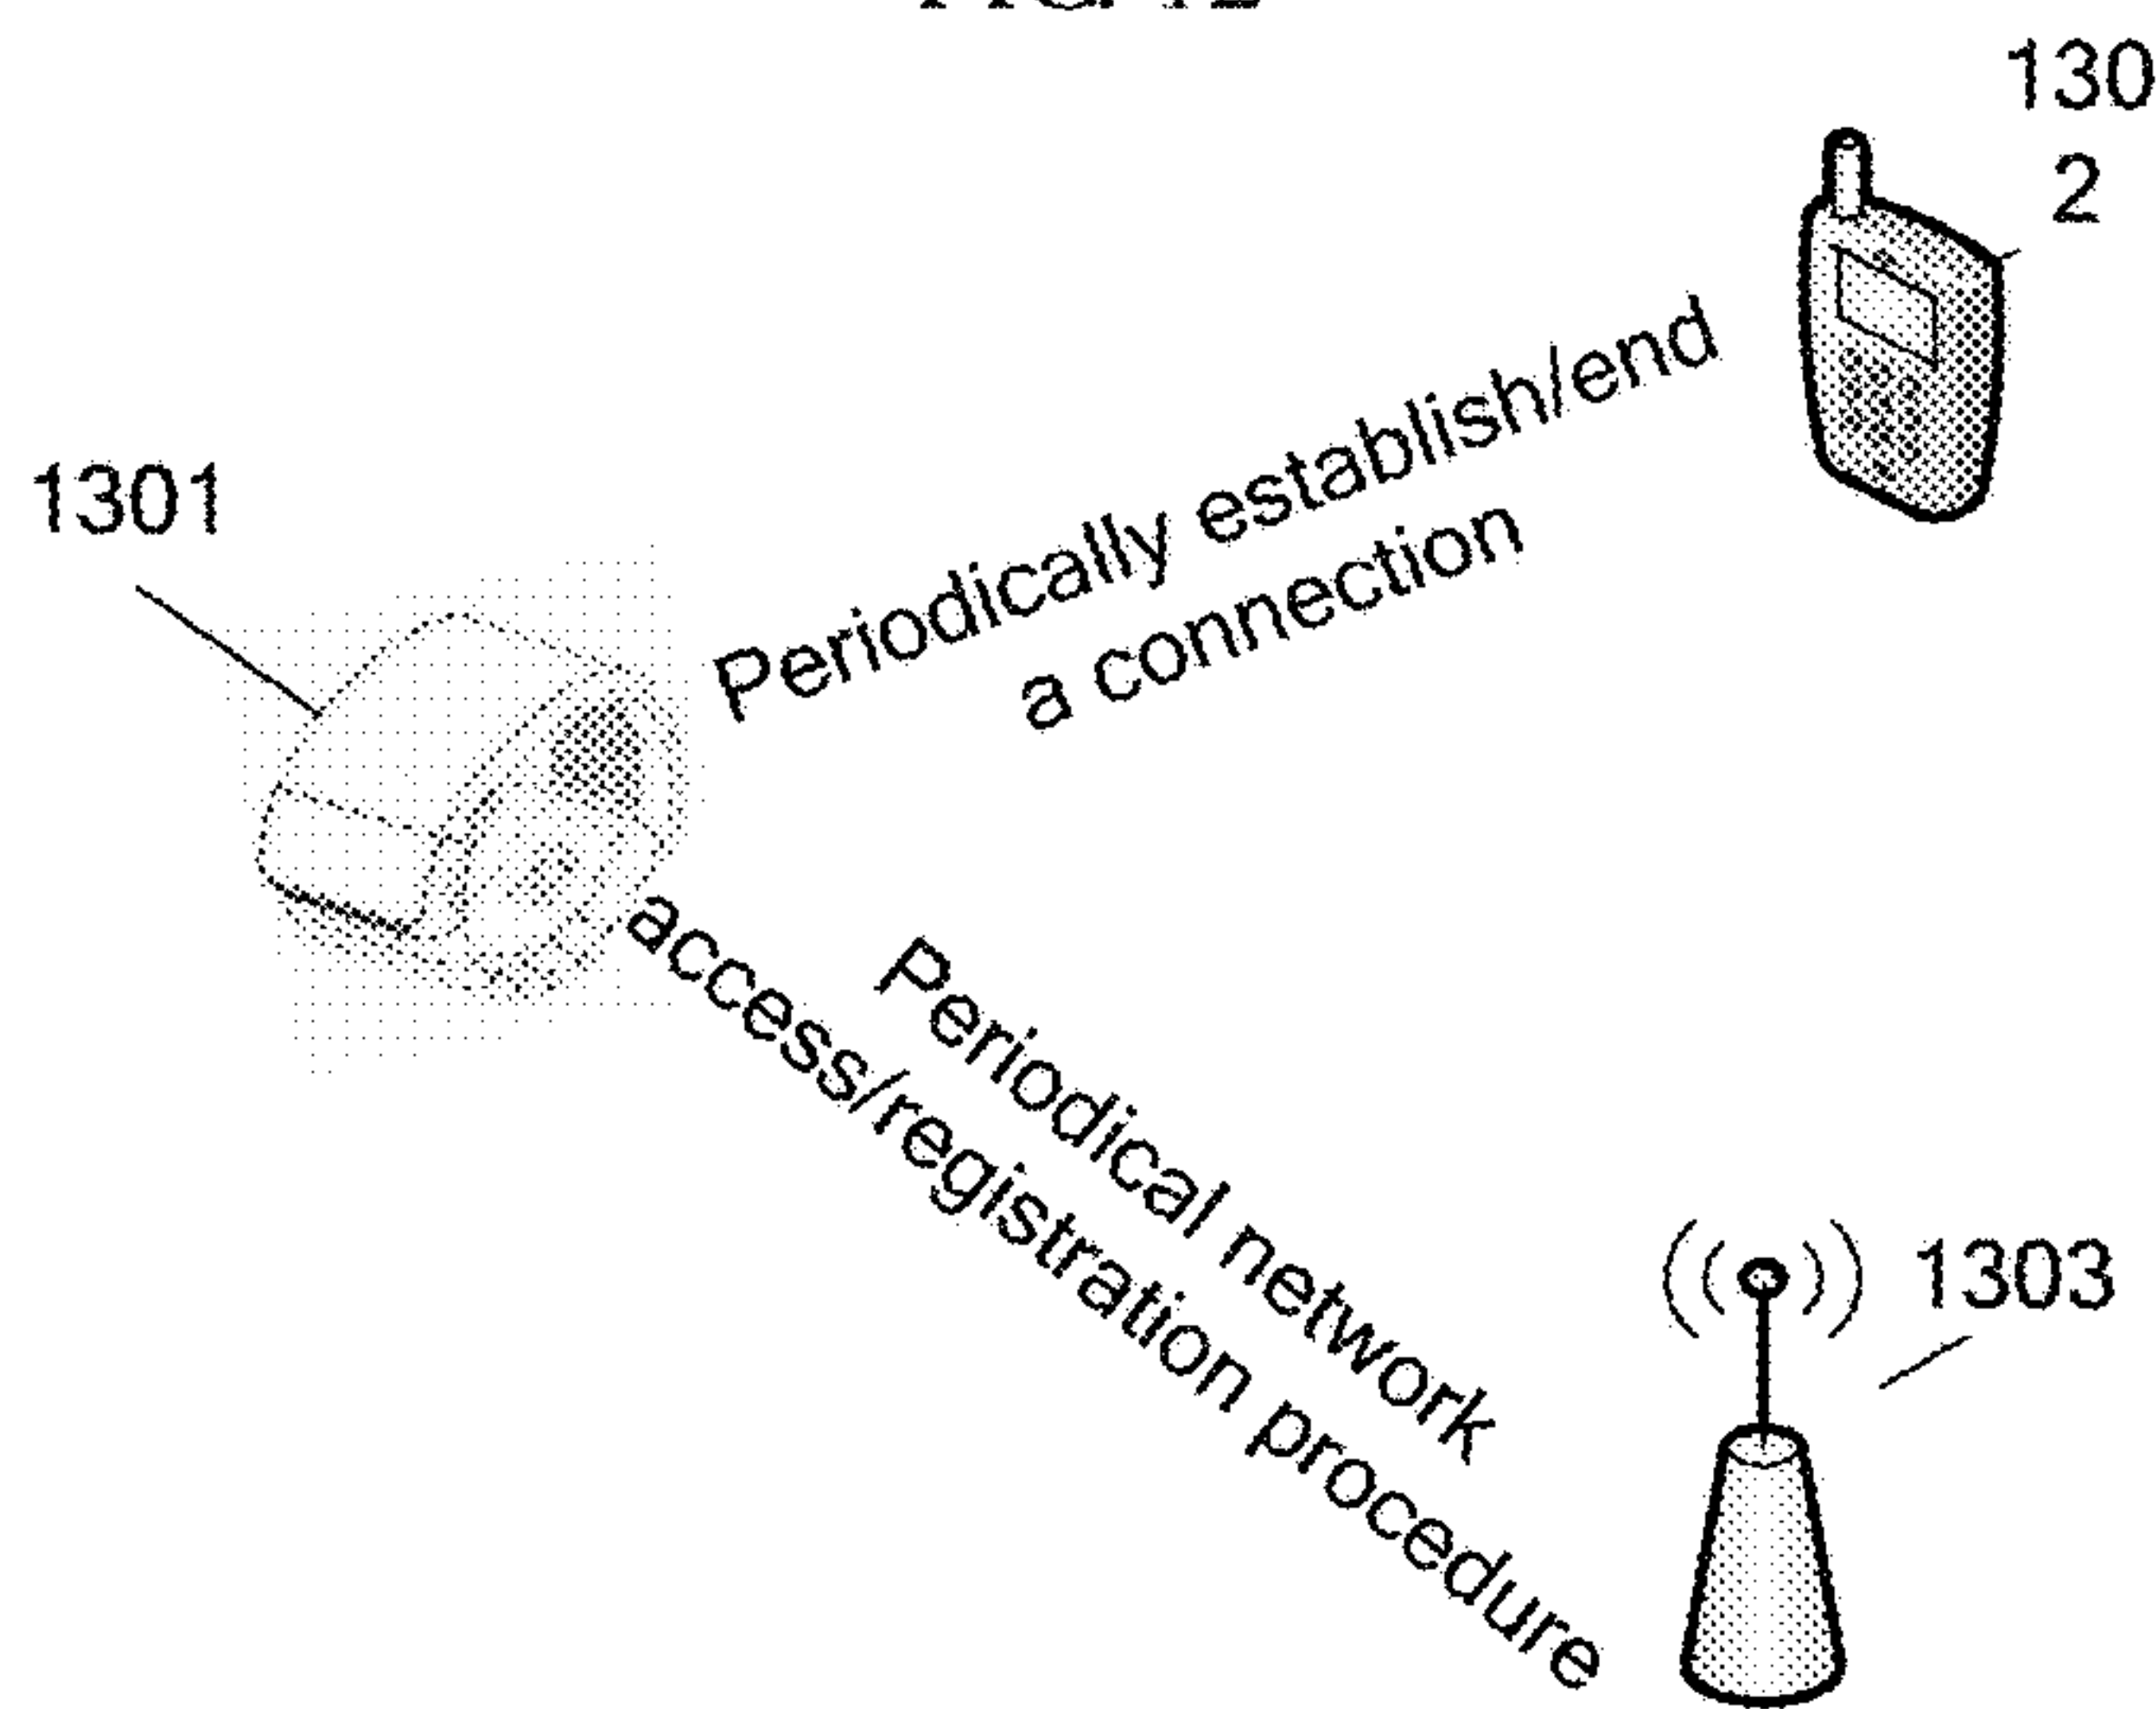 130
2
1301
Periodically establish/end
a connection
Periodical network
access/registration procedure
1303